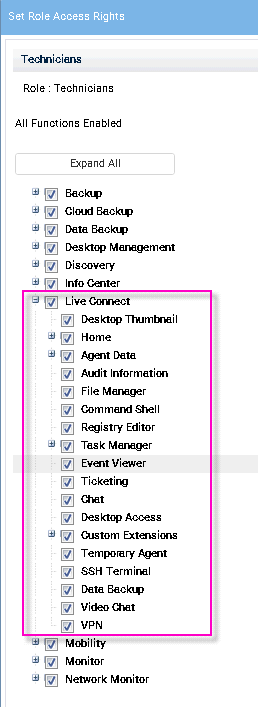 Set Role Access Rights
Technicians
Role : Technicians
All Functions Enabled
Expand All
Backup
Cloud Backup
Data Backup
Desktop Management
Discovery
Info Center
Live Connect
Desktop Thumbnail
Home
Agent Data
Audit Information
File Manager
Command Shell
Registry Editor
Task Manager
Event Viewer
Ticketing
Chat
Desktop Access
Custom Extensions
Temporary Agent
SSH Terminal
Data Backup
Video Chat
VPN
Mobility
Monitor
Network Monitor